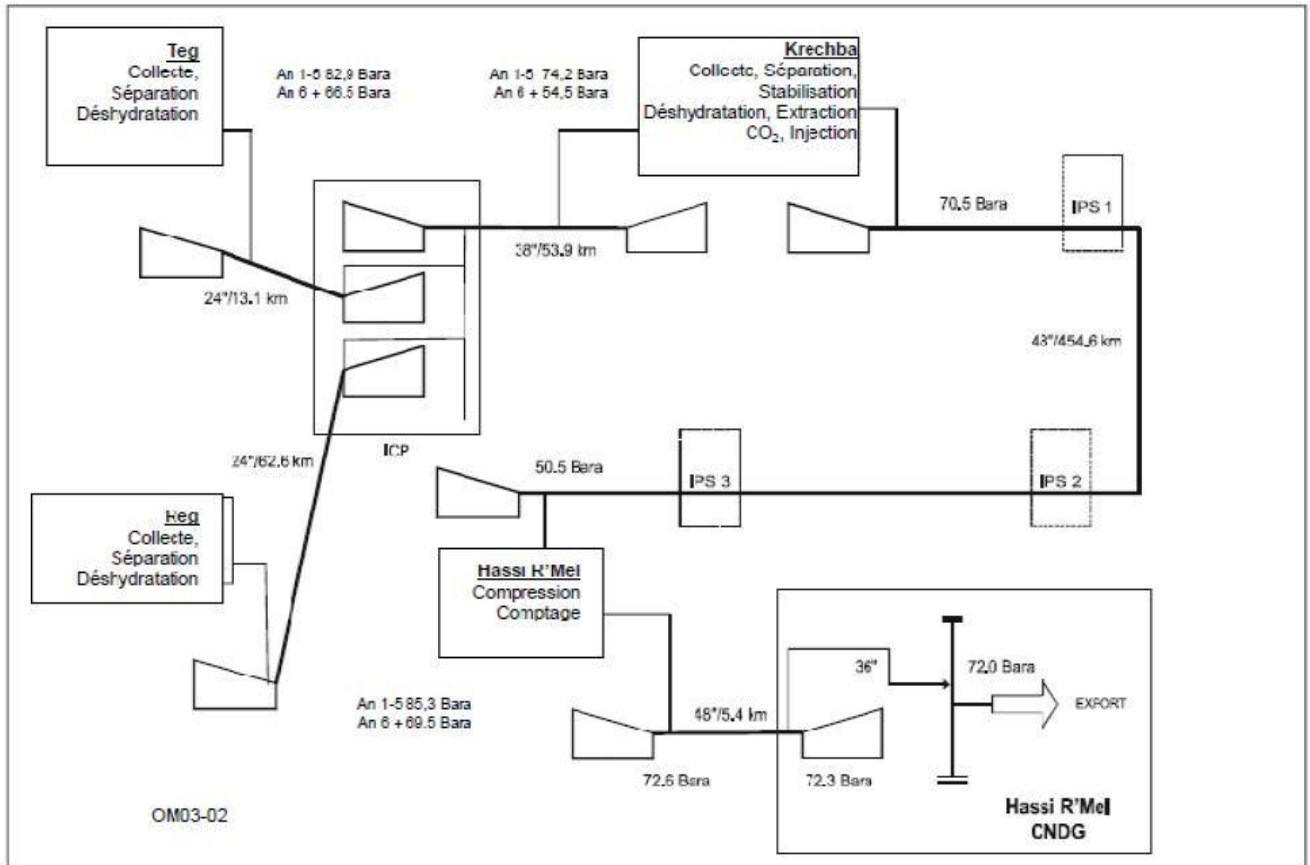 Teg
Collecte,
Séparation
Déshydratation
An 1-5 82,9 Bara
An 6 + 66.5 Bara
An 1-5 74,2 Bara
An 6 + 54,5 Bara
Krechba
Collecte, Séparation,
Stabilisation
Déshydratation, Extraction
CO₂, Injection
70.5 Bara
IPS 1
38"/53.9 km
24"/13.1 km
48"/454.6 km
ICP
24"/62.6 km
50.5 Bara
IPS 3
IPS 2
Reg
Collecte,
Séparation
Déshydratation
Hassi R'Mel
Compression
Comptage
36"
72.0 Bara
EXPORT
An 1-5 85,3 Bara
An 6 + 69.5 Bara
48"/5.4 km
72.6 Bara
72.3 Bara
OM03-02
Hassi R'Mel
CNDG